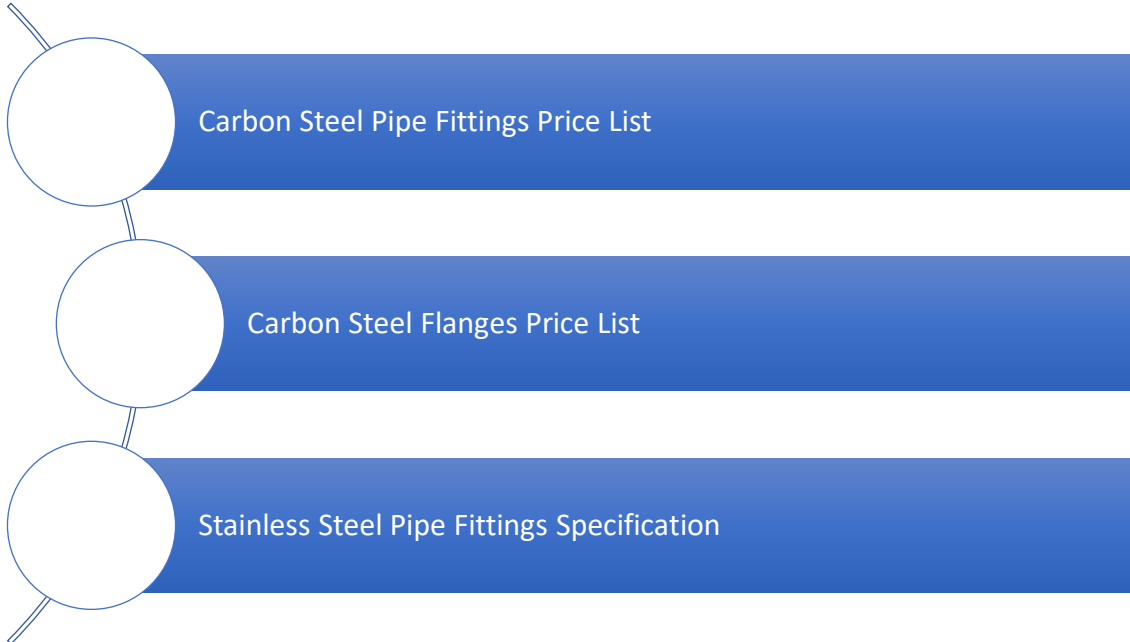 Carbon Steel Pipe Fittings Price List
Carbon Steel Flanges Price List
Stainless Steel Pipe Fittings Specification